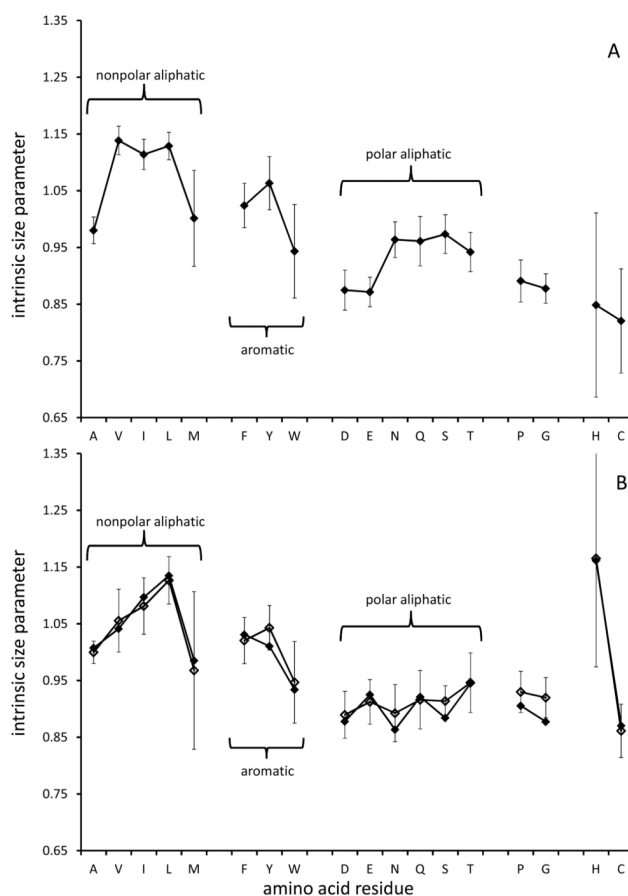 1.35
A
nonpolar aliphatic
1.25
1.15
polar aliphatic
1.05
intrinsic size parameter
0.95
0.85
aromatic
0.75
0.65
A V I L M F Y W D E N Q S T P G H C
1.35
B
nonpolar aliphatic
1.25
1.15
polar aliphatic
1.05
intrinsic size parameter
0.95
0.85
aromatic
0.75
0.65
A V I L M F Y W D E N Q S T P G H C
amino acid residue